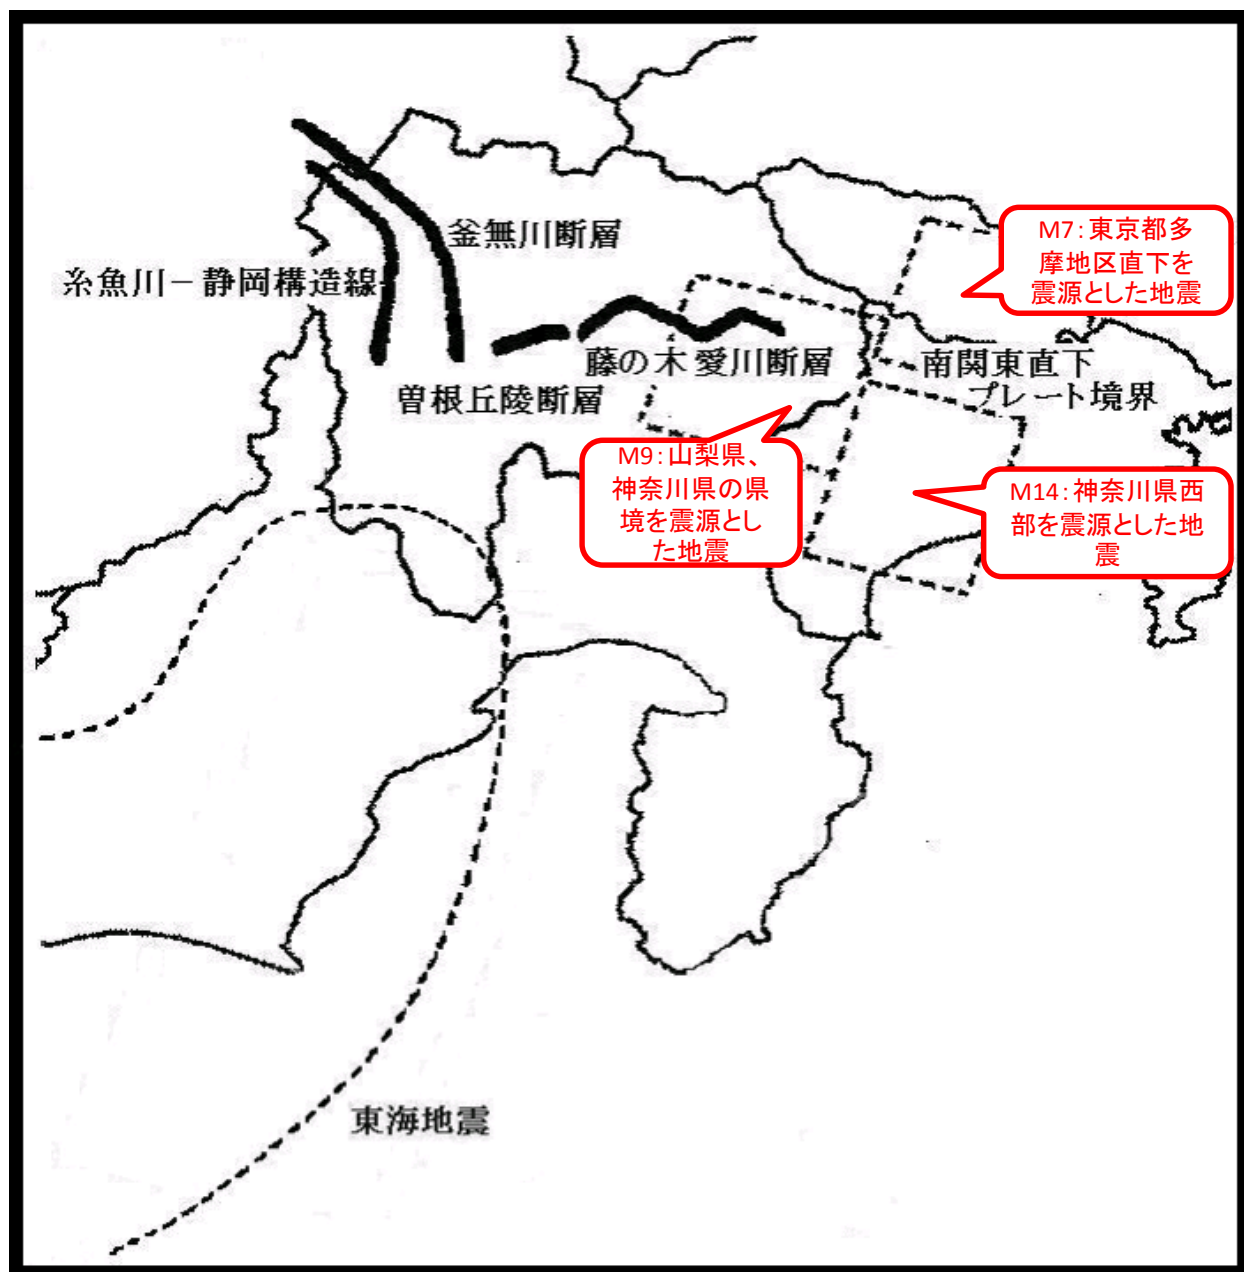 M7：東京都多
摩地区直下を
震源とした地震
釜無川断層
糸魚川－静岡構造線
藤の木愛川断層
南関東直下
プレート境界
曽根丘陵断層
M9：山梨県、
神奈川県の県
境を震源とし
た地震
M14：神奈川県西
部を震源とした地
震
東海地震